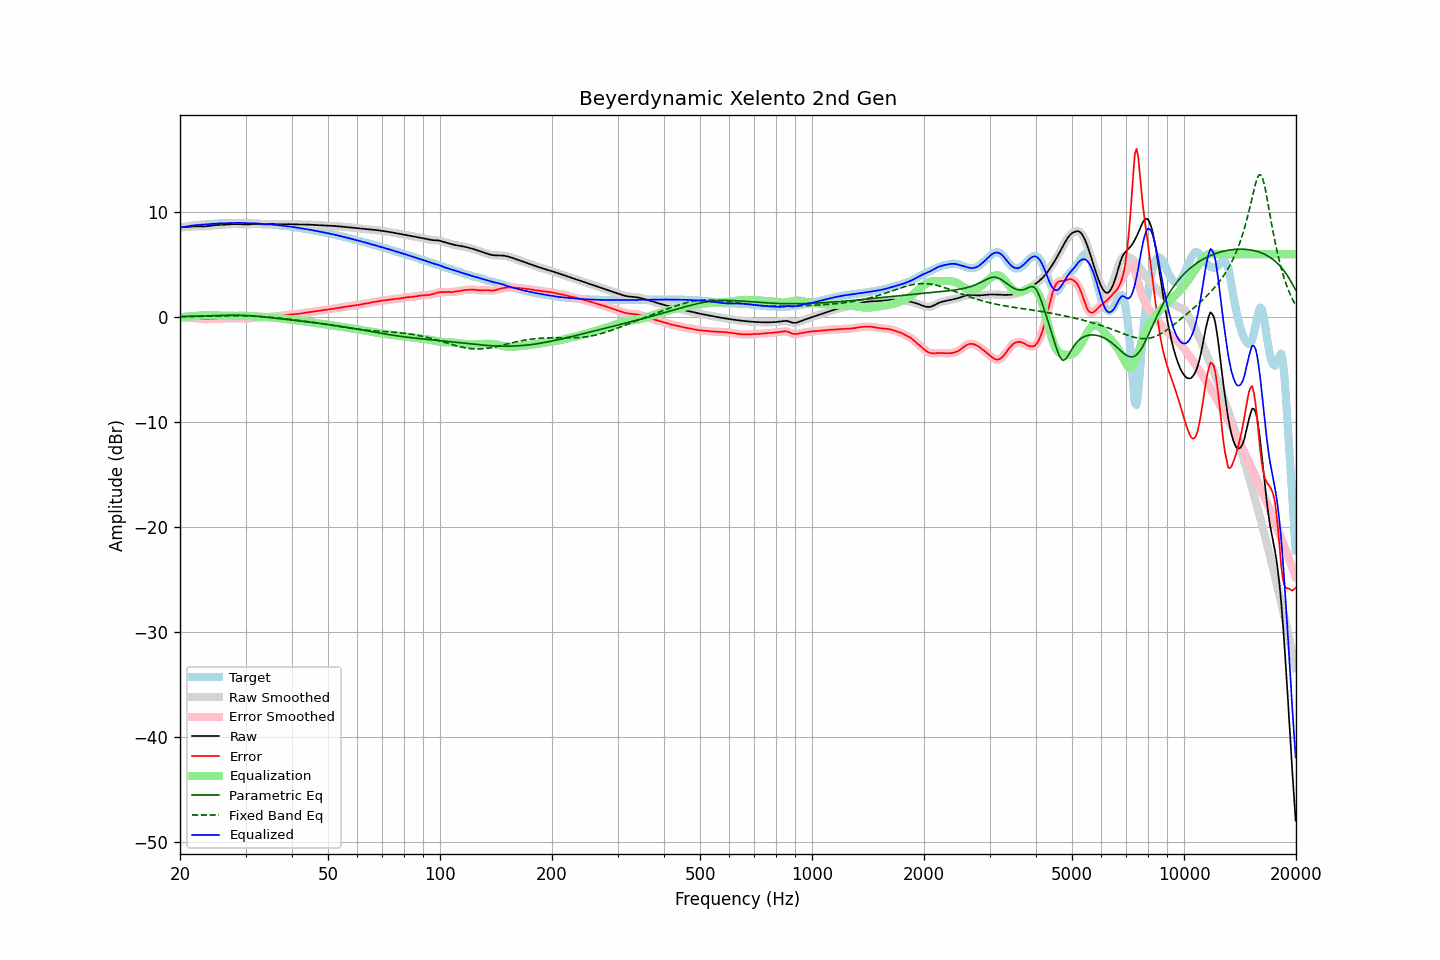 Beyerdynamic Xelento 2nd Gen
Amplitude (dBr)
10
0
−10
−20
−30
−40
−50
Target
Raw Smoothed
Error Smoothed
Raw
Error
Equalization
Parametric Eq
Fixed Band Eq
Equalized
20 50 100 200 500 1000 2000 5000 10000 20000
Frequency (Hz)